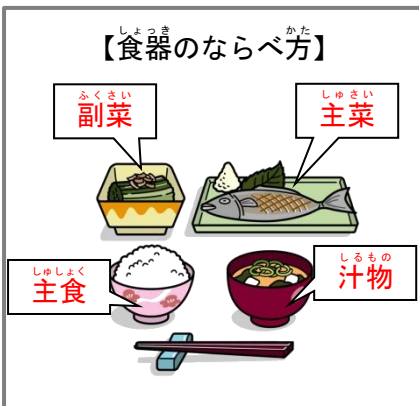 【食器のならべ方】
しょっき かた
ふくさい
副菜
しゅさい
主菜
しゅしょく
主食
しるもの
汁物